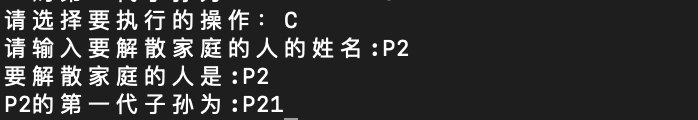 请选择要执行的操作: C
请输入要解散家庭的人的姓名:P2
要解散家庭的人是:P2
P2的第一代子孙为:P21